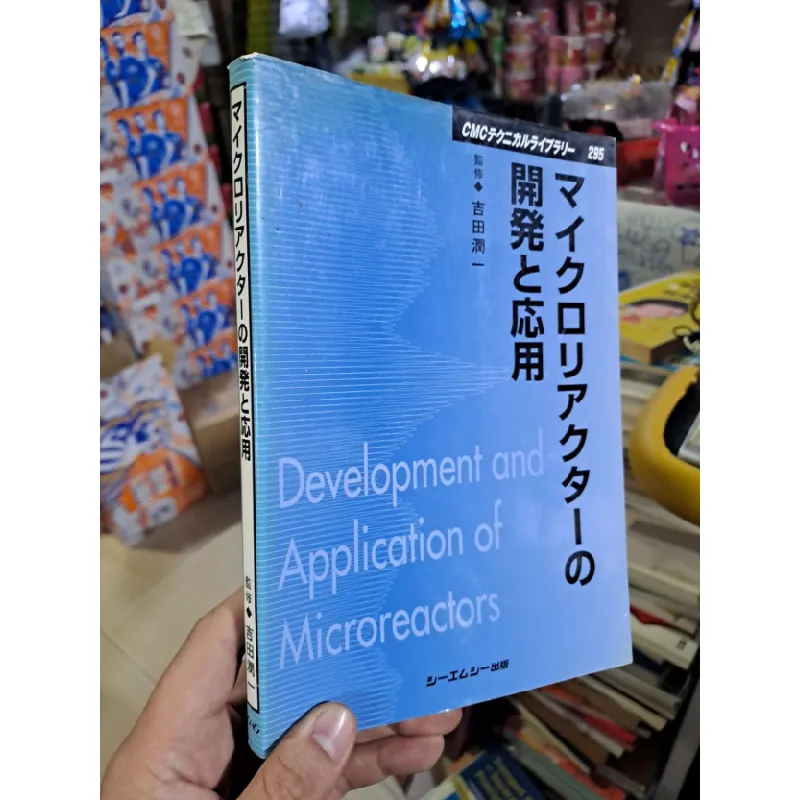 CMCテクニカルライブラリー 295
マイクロリアクターの
開発と応用
監修◆吉田潤一
Development and
Application of
Microreactors
シーエムシー出版
マイクロリアクターの開発と応用
監修◆吉田潤一